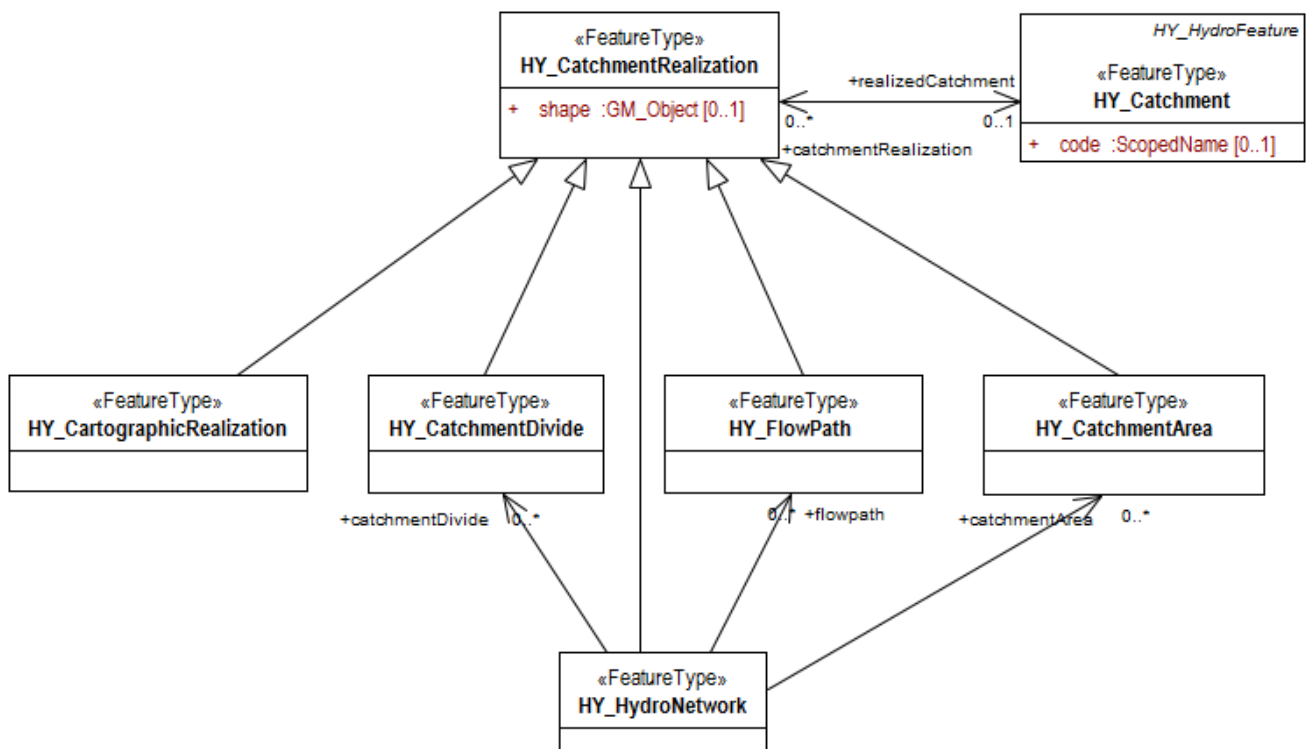 «FeatureType»
HY_CatchmentRealization
+ shape :GM_Object [0..1]
HY_HydroFeature
«FeatureType»
HY_Catchment
+ code :ScopedName [0..1]
+realizedCatchment
0..*
0..1
+catchmentRealization
«FeatureType»
HY_CartographicRealization
«FeatureType»
HY_CatchmentDivide
«FeatureType»
HY_FlowPath
«FeatureType»
HY_CatchmentArea
+catchmentDivide 0..*
0..* +flowpath
+catchmentArea 0..*
«FeatureType»
HY_HydroNetwork